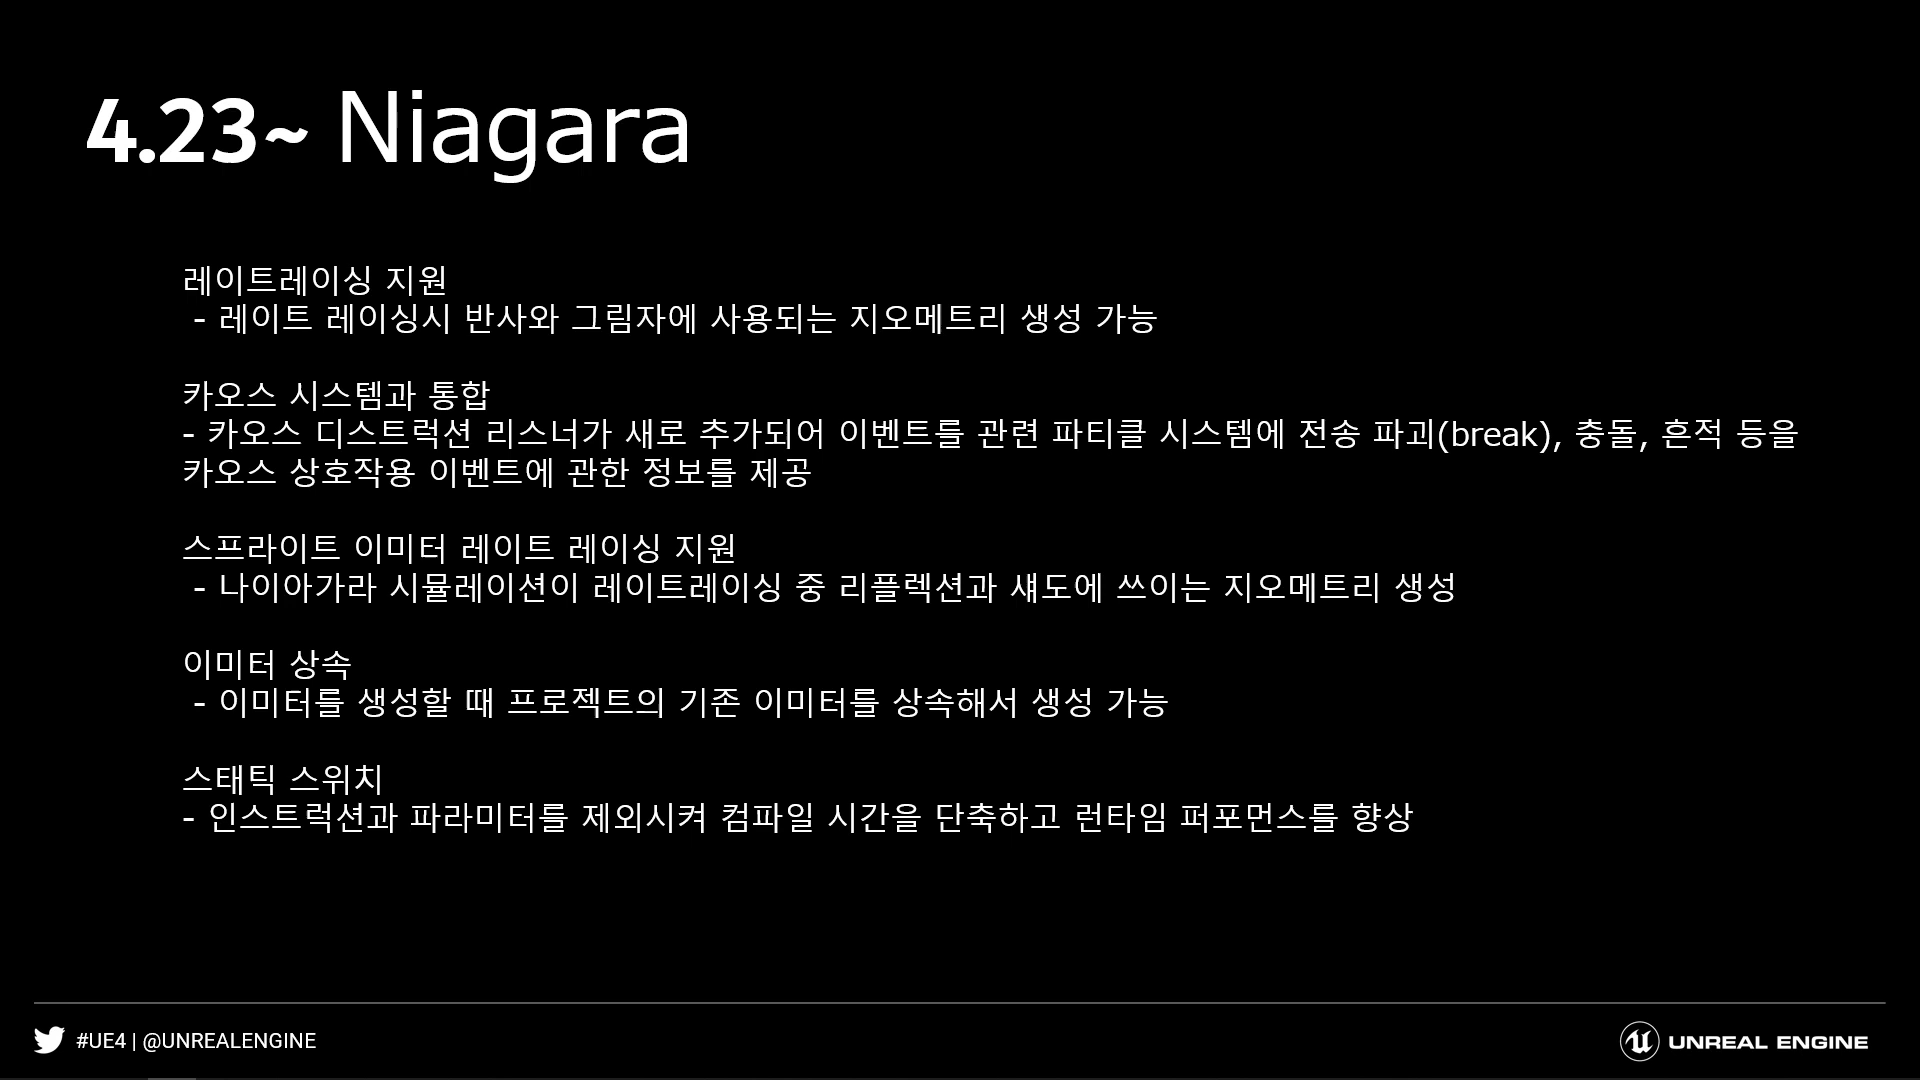 4.23~ Niagara
레이트레이싱 지원
- 레이트 레이싱시 반사와 그림자에 사용되는 지오메트리 생성 가능
카오스 시스템과 통합
- 카오스 디스트럭션 리스너가 새로 추가되어 이벤트를 관련 파티클 시스템에 전송 파괴(break), 충돌, 흔적 등을
카오스 상호작용 이벤트에 관한 정보를 제공
스프라이트 이미터 레이트 레이싱 지원
- 나이아가라 시뮬레이션이 레이트레이싱 중 리플렉션과 섀도에 쓰이는 지오메트리 생성
이미터 상속
- 이미터를 생성할 때 프로젝트의 기존 이미터를 상속해서 생성 가능
스태틱 스위치
- 인스트럭션과 파라미터를 제외시켜 컴파일 시간을 단축하고 런타임 퍼포먼스를 향상
#UE4 | @UNREALENGINE
UNREAL ENGINE